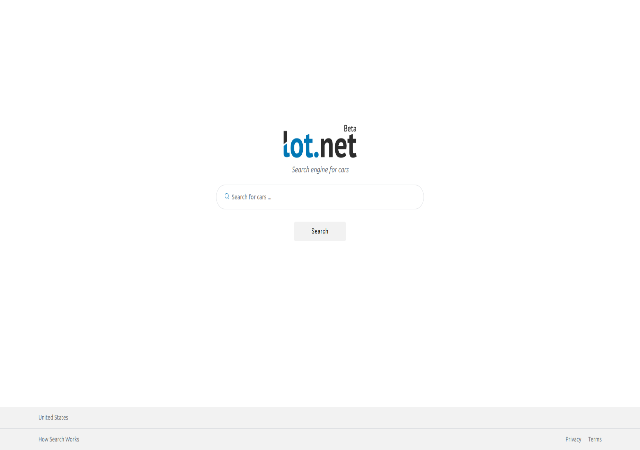 Beta
lot.net
Search engine for cars
Search for cars ...
Search
United States
How Search Works
Privacy Terms